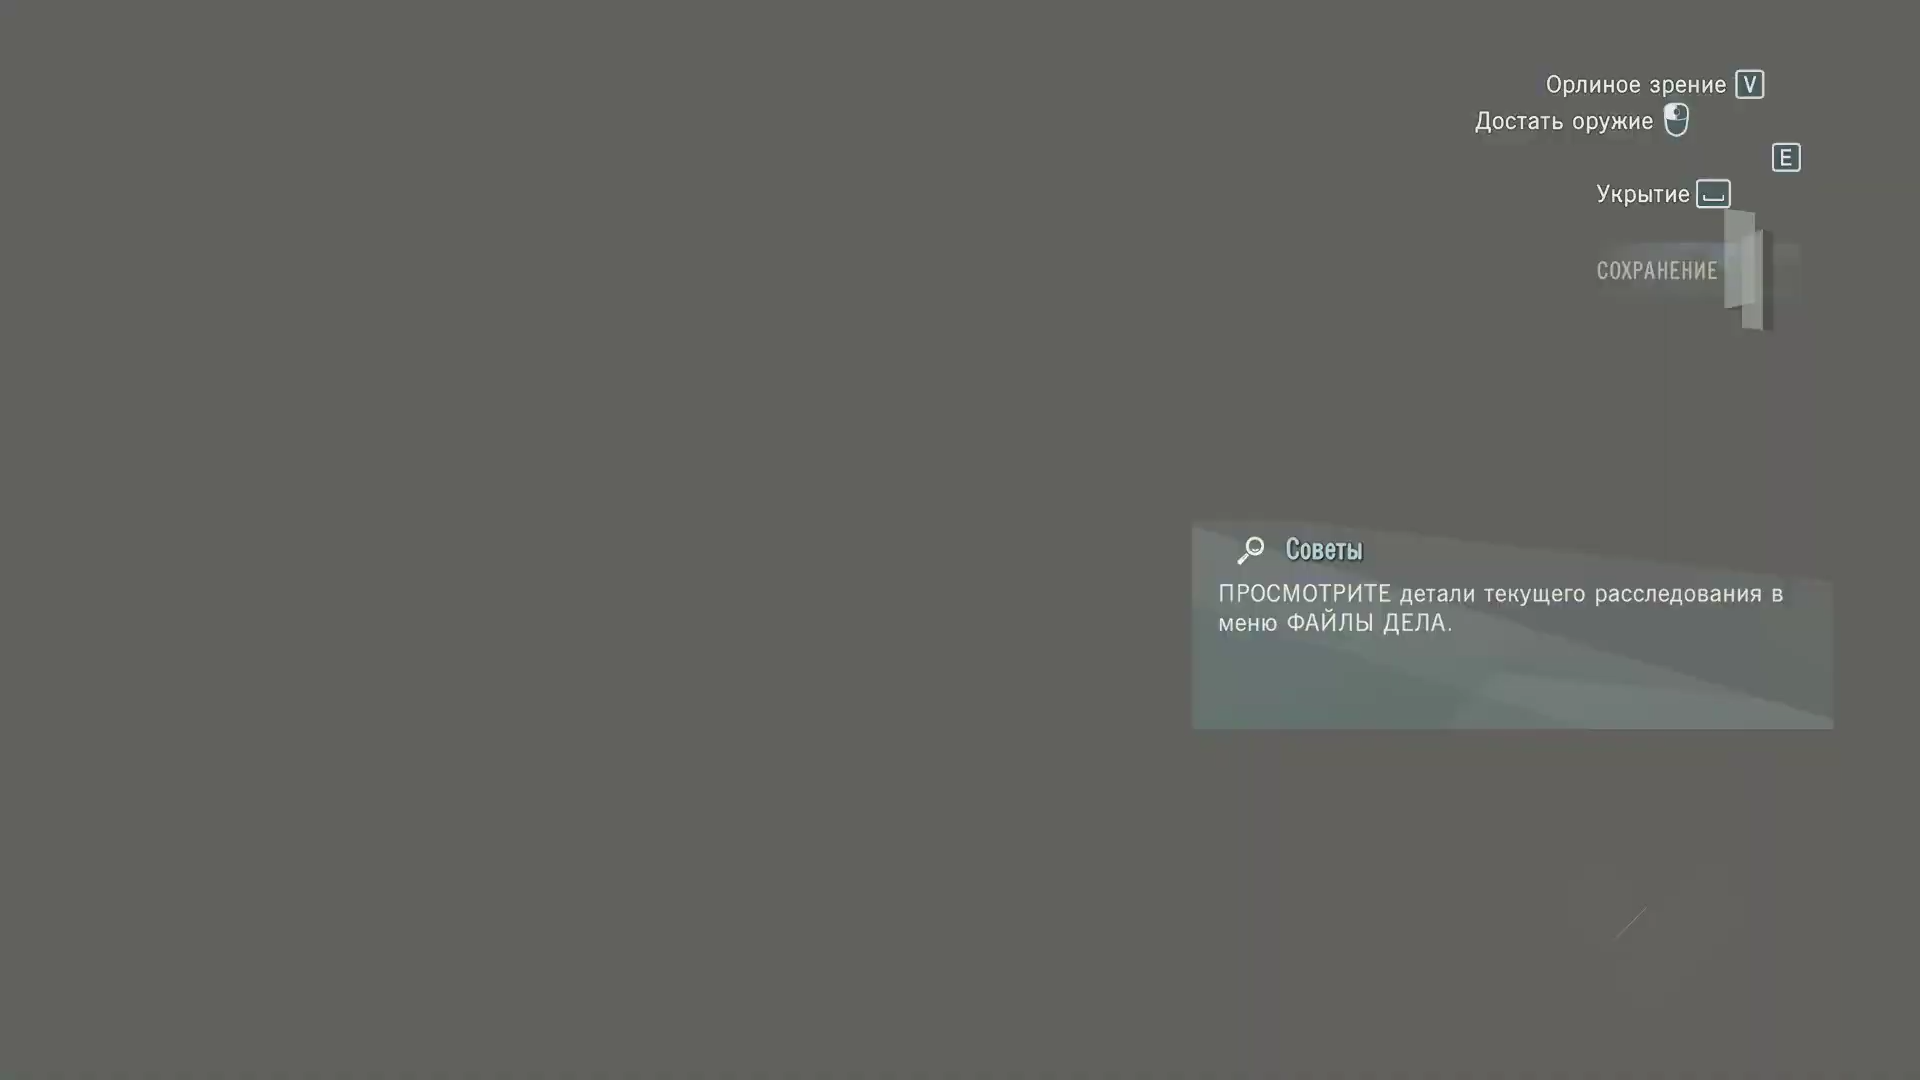 Орлиное зрение V
Достать оружие
E
Укрытие
СОХРАНЕНИЕ
Советы
ПРОСМОТРИТЕ детали текущего расследования в
меню ФАЙЛЫ ДЕЛА.